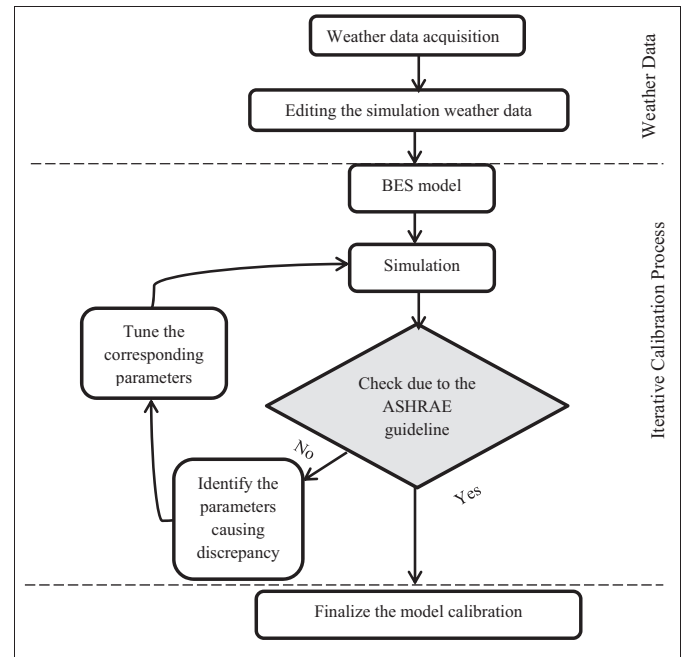 Weather data acquisition
Editing the simulation weather data
Weather Data
BES model
Simulation
Tune the
corresponding
parameters
Check due to the
ASHRAE
guideline
Iterative Calibration Process
No
Identify the
parameters
causing
discrepancy
Yes
Finalize the model calibration